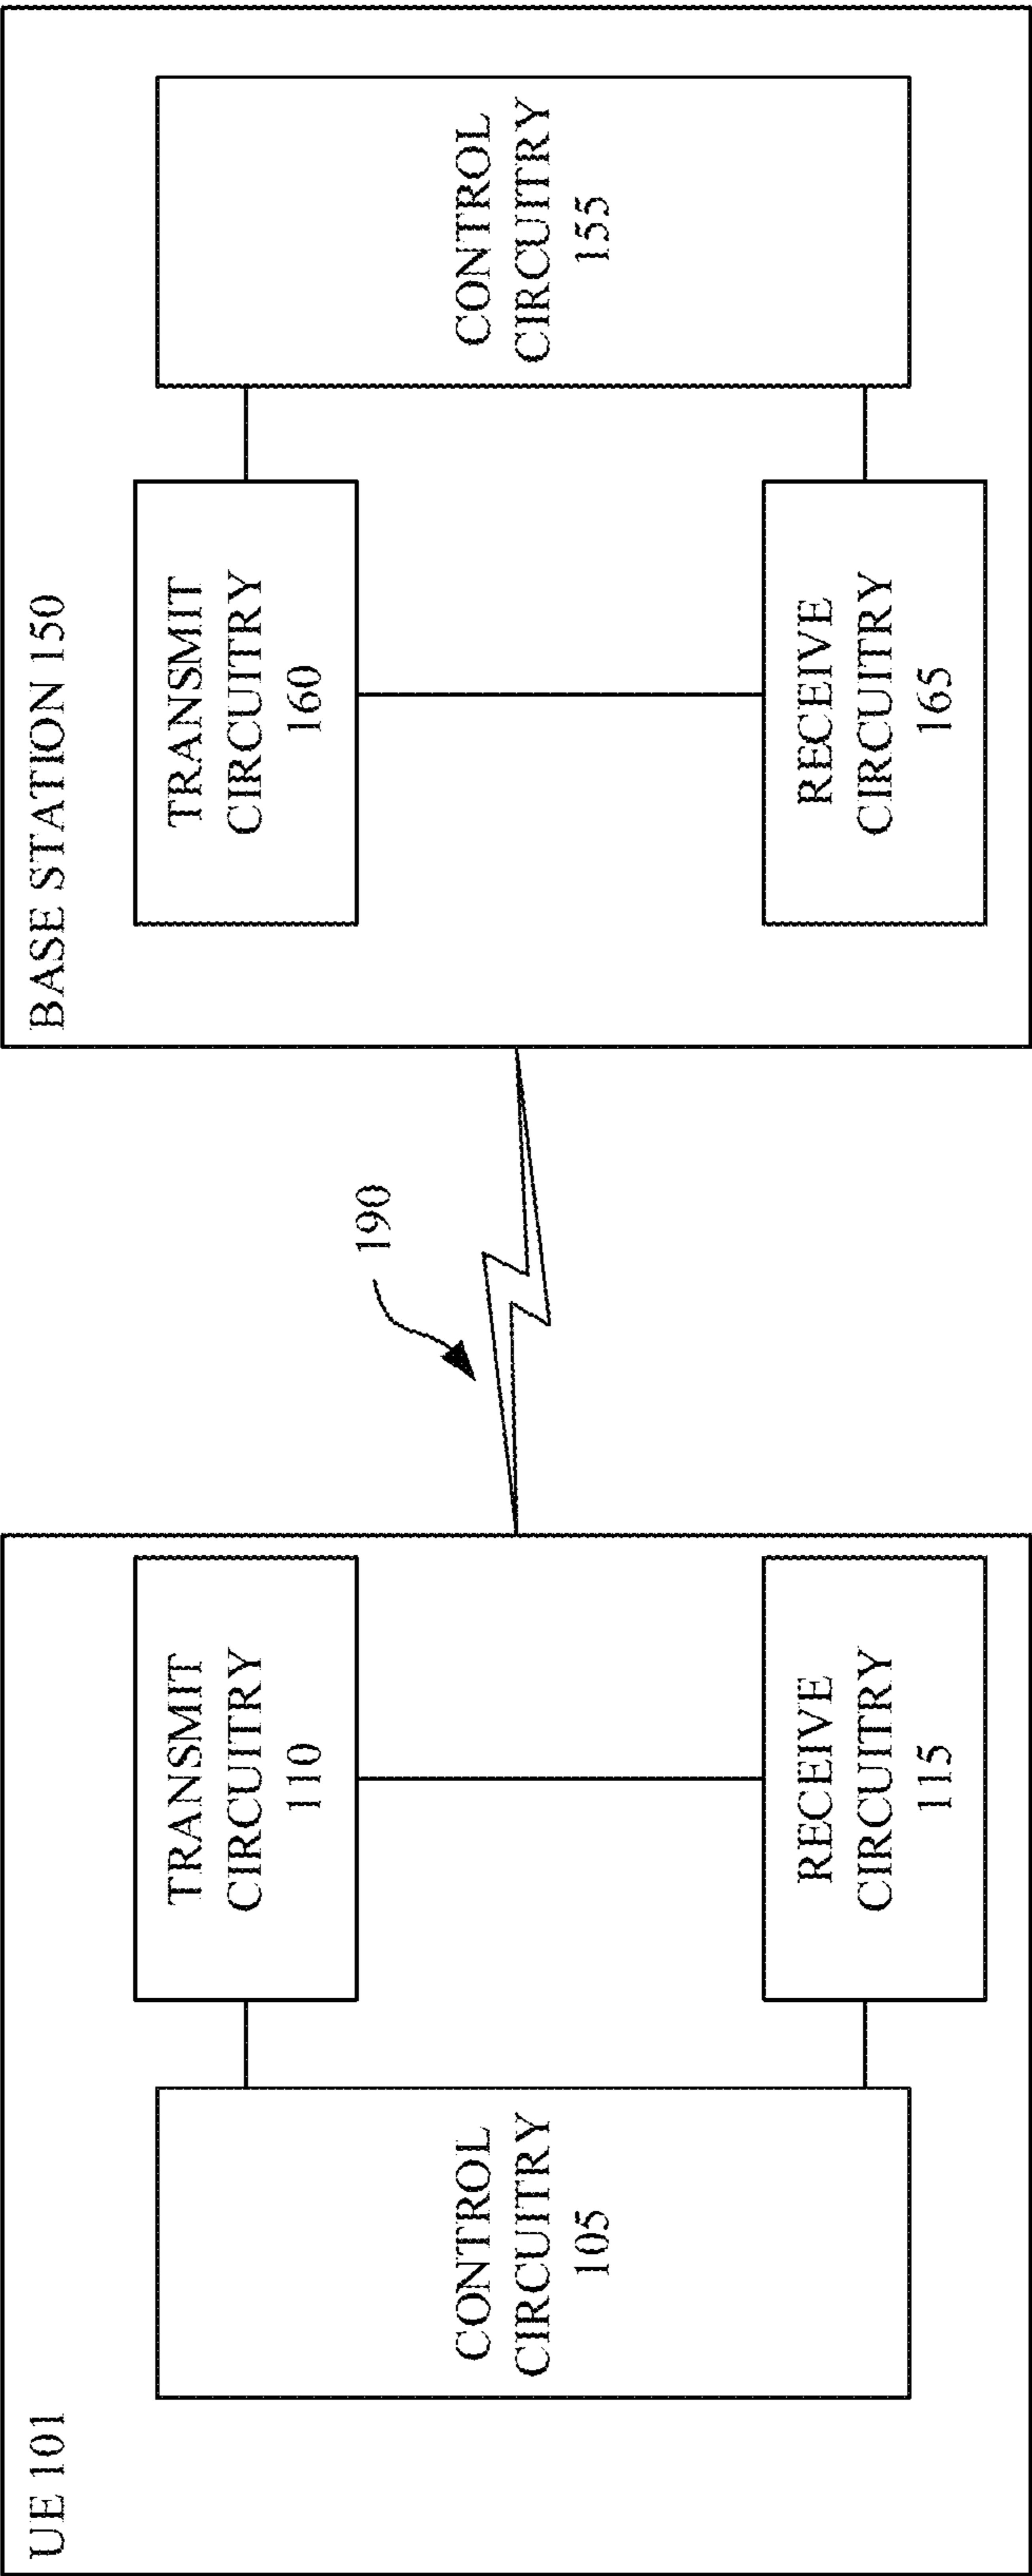 UE 101
CONTROL
CIRCUITRY
105
TRANSMIT
CIRCUITRY
110
RECEIVE
CIRCUITRY
115
190
BASE STATION 150
TRANSMIT
CIRCUITRY
160
RECEIVE
CIRCUITRY
165
CONTROL
CIRCUITRY
155